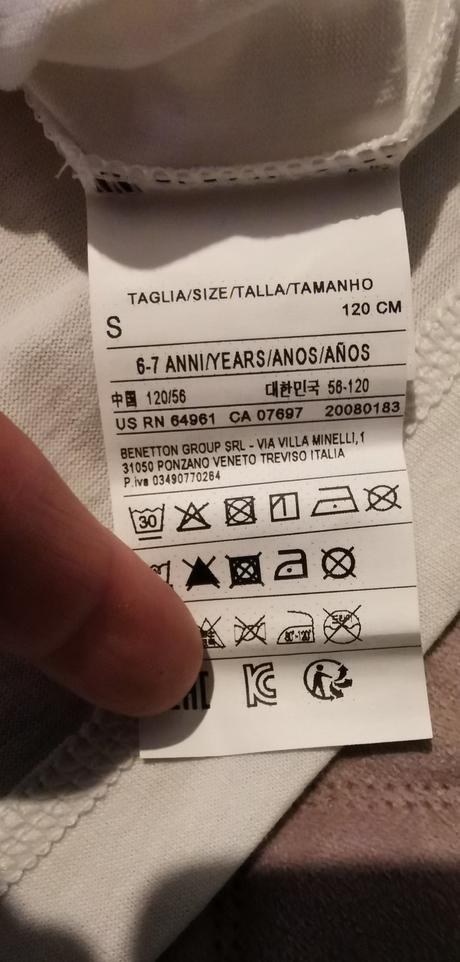 TAGLIA/SIZE/TALLA/TAMANHO
120 CM
S
6-7 ANNI/YEARS/ANOS/AÑOS
中国 120/56 대한민국 56-120
US RN 64961 CA 07697 20080183
BENETTON GROUP SRL - VIA VILLA MINELLI,1
31050 PONZANO VENETO TREVISO ITALIA
P.iva 03490770264
30
80°-120°